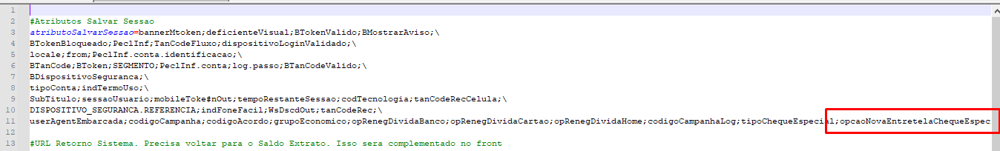 1
2 #Atributos Salvar Sessao
3 atributoSalvarSessao=bannerMtoken;deficienteVisual;BTokenValido;BMostrarAviso;\
4 BTokenBloqueado;PeclInf;TanCodeFluxo;dispositivoLoginValidado;\
5 locale;from;PeclInf.conta.identificacao;\
6 BTanCode;BToken;SEGMENTO;PeclInf.conta;log.passo;BTanCodeValido;\
7 BDispositivoSeguranca;\
8 tipoConta;indTermoUso;\
9 SubTitulo;sessaoUsuario;mobileToke#nOut;tempoRestanteSessao;codTecnologia;tanCodeRecCelula;\
10 DISPOSITIVO_SEGURANCA.REFERENCIA;indFoneFacil;WsDscdOut;tanCodeRec;\
11 userAgentEmbarcada;codigoCampanha;codigoAcordo;grupoEconomico;opRenegDividaBanco;opRenegDividaCartao;opRenegDividaHome;codigoCampanhaLog;tipoChequeEspecial;opcaoNovaEntretelaChequeEspec
12
13 #URL Retorno Sistema. Precisa voltar para o Saldo Extrato. Isso sera complementado no front